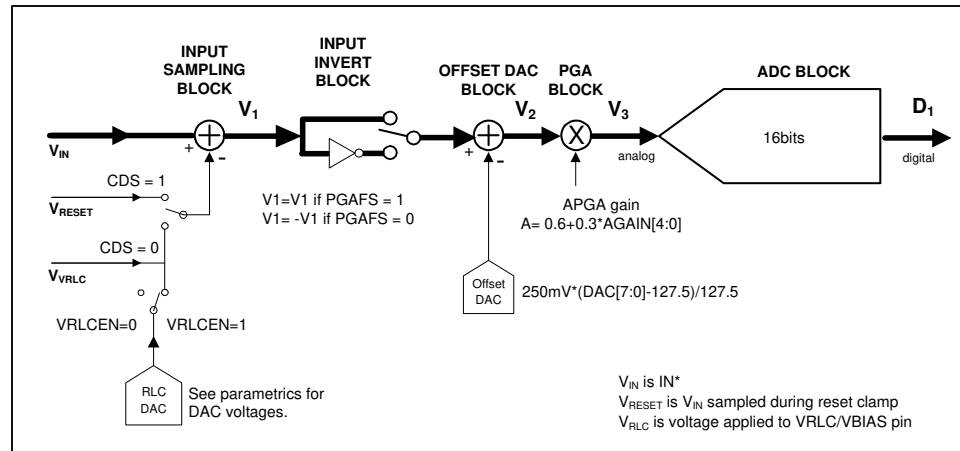 INPUT
SAMPLING
BLOCK
V1
INPUT
INVERT
BLOCK
OFFSET DAC
BLOCK
V2
PGA
BLOCK
V3
ADC BLOCK
D1
VIN
+
-
+
-
X
analog
16bits
digital
CDS = 1
VRESET
V1=V1 if PGAFS = 1
V1= -V1 if PGAFS = 0
APGA gain
A= 0.6+0.3*AGAIN[4:0]
CDS = 0
VVRLC
Offset
DAC
250mV*(DAC[7:0]-127.5)/127.5
VRLCEN=0
VRLCEN=1
RLC
DAC
See parametrics for
DAC voltages.
VIN is IN*
VRESET is VIN sampled during reset clamp
VRLC is voltage applied to VRLC/VBIAS pin